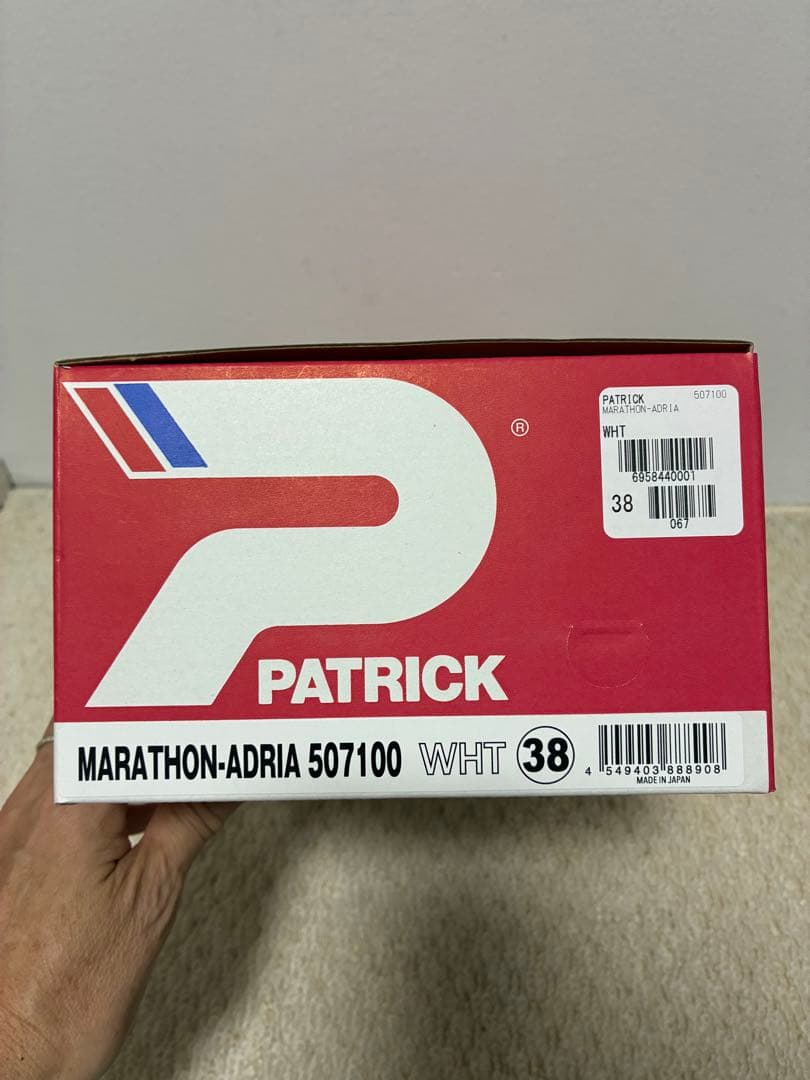 ®
PATRICK 507100
MARATHON-ADRIA
WHT
6958440001
38
067
PATRICK
MARATHON-ADRIA 507100 WHT 38
4 549403 888908
MADE IN JAPAN